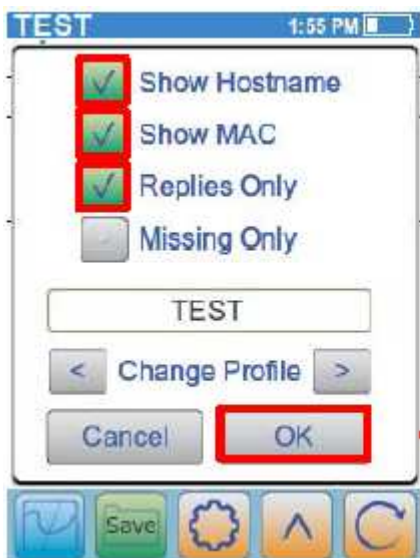 TEST 1:55 PM
Show Hostname
Show MAC
Replies Only
Missing Only
TEST
< Change Profile >
Cancel OK
Save